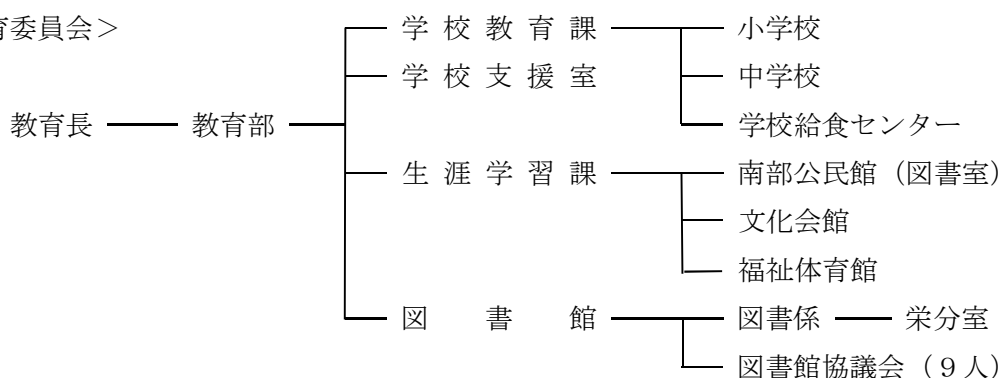 育委員会＞
学校教育課 小学校
学校支援室 中学校
教育長 教育部 学校給食センター
生涯学習課 南部公民館（図書室）
文化会館
福祉体育館
図書館 図書係 栄分室
図書館協議会（９人）